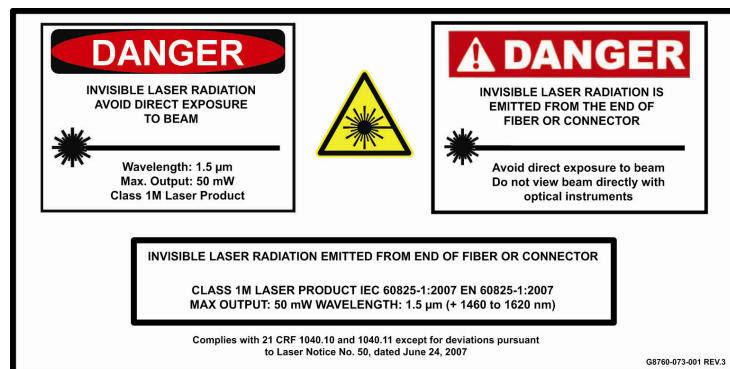 DANGER
INVISIBLE LASER RADIATION
AVOID DIRECT EXPOSURE
TO BEAM
Wavelength: 1.5 µm
Max. Output: 50 mW
Class 1M Laser Product
DANGER
INVISIBLE LASER RADIATION IS
EMITTED FROM THE END OF
FIBER OR CONNECTOR
Avoid direct exposure to beam
Do not view beam directly with
optical instruments
INVISIBLE LASER RADIATION EMITTED FROM END OF FIBER OR CONNECTOR
CLASS 1M LASER PRODUCT IEC 60825-1:2007 EN 60825-1:2007
MAX OUTPUT: 50 mW WAVELENGTH: 1.5 µm (+ 1460 to 1620 nm)
Complies with 21 CRF 1040.10 and 1040.11 except for deviations pursuant
to Laser Notice No. 50, dated June 24, 2007
G8760-073-001 REV.3